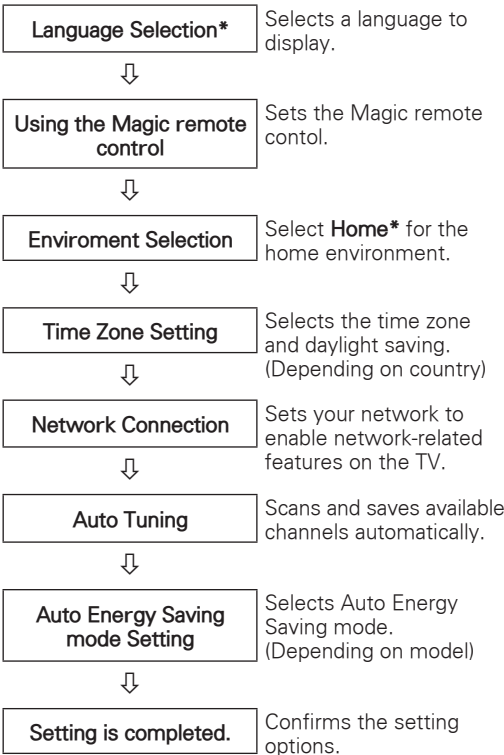 Language Selection*
Selects a language to
display.
Using the Magic remote
control
Sets the Magic remote
contol.
Enviroment Selection
Select Home* for the
home environment.
Time Zone Setting
Selects the time zone
and daylight saving.
(Depending on country)
Network Connection
Sets your network to
enable network-related
features on the TV.
Auto Tuning
Scans and saves available
channels automatically.
Auto Energy Saving
mode Setting
Selects Auto Energy
Saving mode.
(Depending on model)
Setting is completed.
Confirms the setting
options.